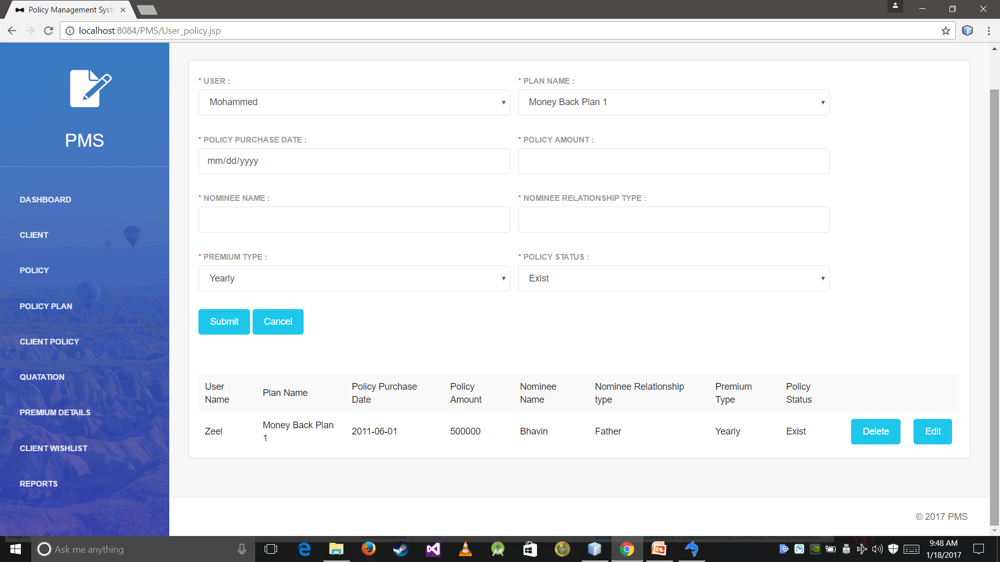 Policy Management Syste
localhost:8084/PMS/User_policy.jsp
PMS
DASHBOARD
CLIENT
POLICY
POLICY PLAN
CLIENT POLICY
QUATATION
PREMIUM DETAILS
CLIENT WISHLIST
REPORTS
* USER :
* PLAN NAME :
Mohammed
Money Back Plan 1
* POLICY PURCHASE DATE :
* POLICY AMOUNT :
mm/dd/yyyy
* NOMINEE NAME :
* NOMINEE RELATIONSHIP TYPE :
* PREMIUM TYPE :
* POLICY STATUS :
Yearly
Exist
Submit Cancel
User Name
Plan Name
Policy Purchase Date
Policy Amount
Nominee Name
Nominee Relationship type
Premium Type
Policy Status
Zeel
Money Back Plan 1
2011-06-01
500000
Bhavin
Father
Yearly
Exist
Delete
Edit
© 2017 PMS
Ask me anything
9:48 AM
1/18/2017